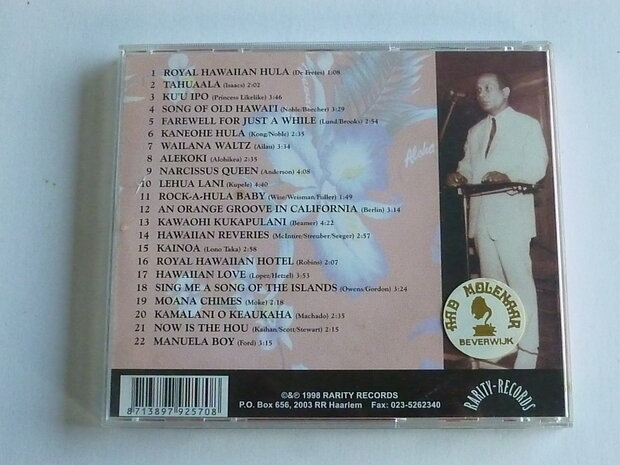 1 ROYAL HAWAIIAN HULA (De Fretes) 1:08
2 TAHUAALA (Isaacs) 2:02
3 KU'U IPO (Princess Likelike) 3:46
4 SONG OF OLD HAWAI'I (Noble/Beecher) 3:29
5 FAREWELL FOR JUST A WHILE (Lund/Brooks) 2:54
6 KANEOHE HULA (Kong/Noble) 2:35
7 WAILANA WALTZ (Ailau) 3:34
8 ALEKOKI (Alohikea) 2:35
9 NARCISSUS QUEEN (Anderson) 4:08
10 LEHUA LANI (Kupele) 4:40
11 ROCK-A-HULA BABY (Wise/Weisman/Fuller) 1:49
12 AN ORANGE GROOVE IN CALIFORNIA (Berlin) 3:14
13 KAWAOHI KUKAPULANI (Beamer) 4:22
14 HAWAIIAN REVERIES (McIntire/Streuber/Seeger) 2:57
15 KAINOA (Lono Taka) 2:58
16 ROYAL HAWAIIAN HOTEL (Robins) 2:07
17 HAWAIIAN LOVE (Lopez/Hetzel) 3:53
18 SING ME A SONG OF THE ISLANDS (Owens/Gordon) 3:24
19 MOANA CHIMES (Moke) 2:18
20 KAMALANI O KEAUKAHA (Machado) 2:35
21 NOW IS THE HOU (Kaihan/Scott/Stewart) 2:15
22 MANUELA BOY (Ford) 3:15
Aloha
AAD MOLENAAR
BEVERWIJK
8 713897 925708
©&℗ 1998 RARITY RECORDS
P.O. Box 656, 2003 RR Haarlem Fax: 023-5262340
RARITY-RECORDS